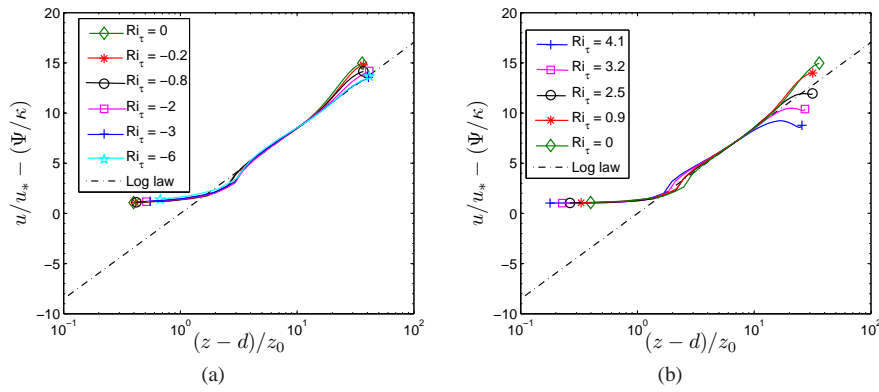 20
15
10
5
0
−5
−10
u/u* − (Ψ/κ)
Ri_τ = 0
Ri_τ = −0.2
Ri_τ = −0.8
Ri_τ = −2
Ri_τ = −3
Ri_τ = −6
Log law
10^−1
10^0
10^1
10^2
(z − d)/z_0
(a)
20
15
10
5
0
−5
−10
u/u* − (Ψ/κ)
Ri_τ = 4.1
Ri_τ = 3.2
Ri_τ = 2.5
Ri_τ = 0.9
Ri_τ = 0
Log law
10^−1
10^0
10^1
10^2
(z − d)/z_0
(b)